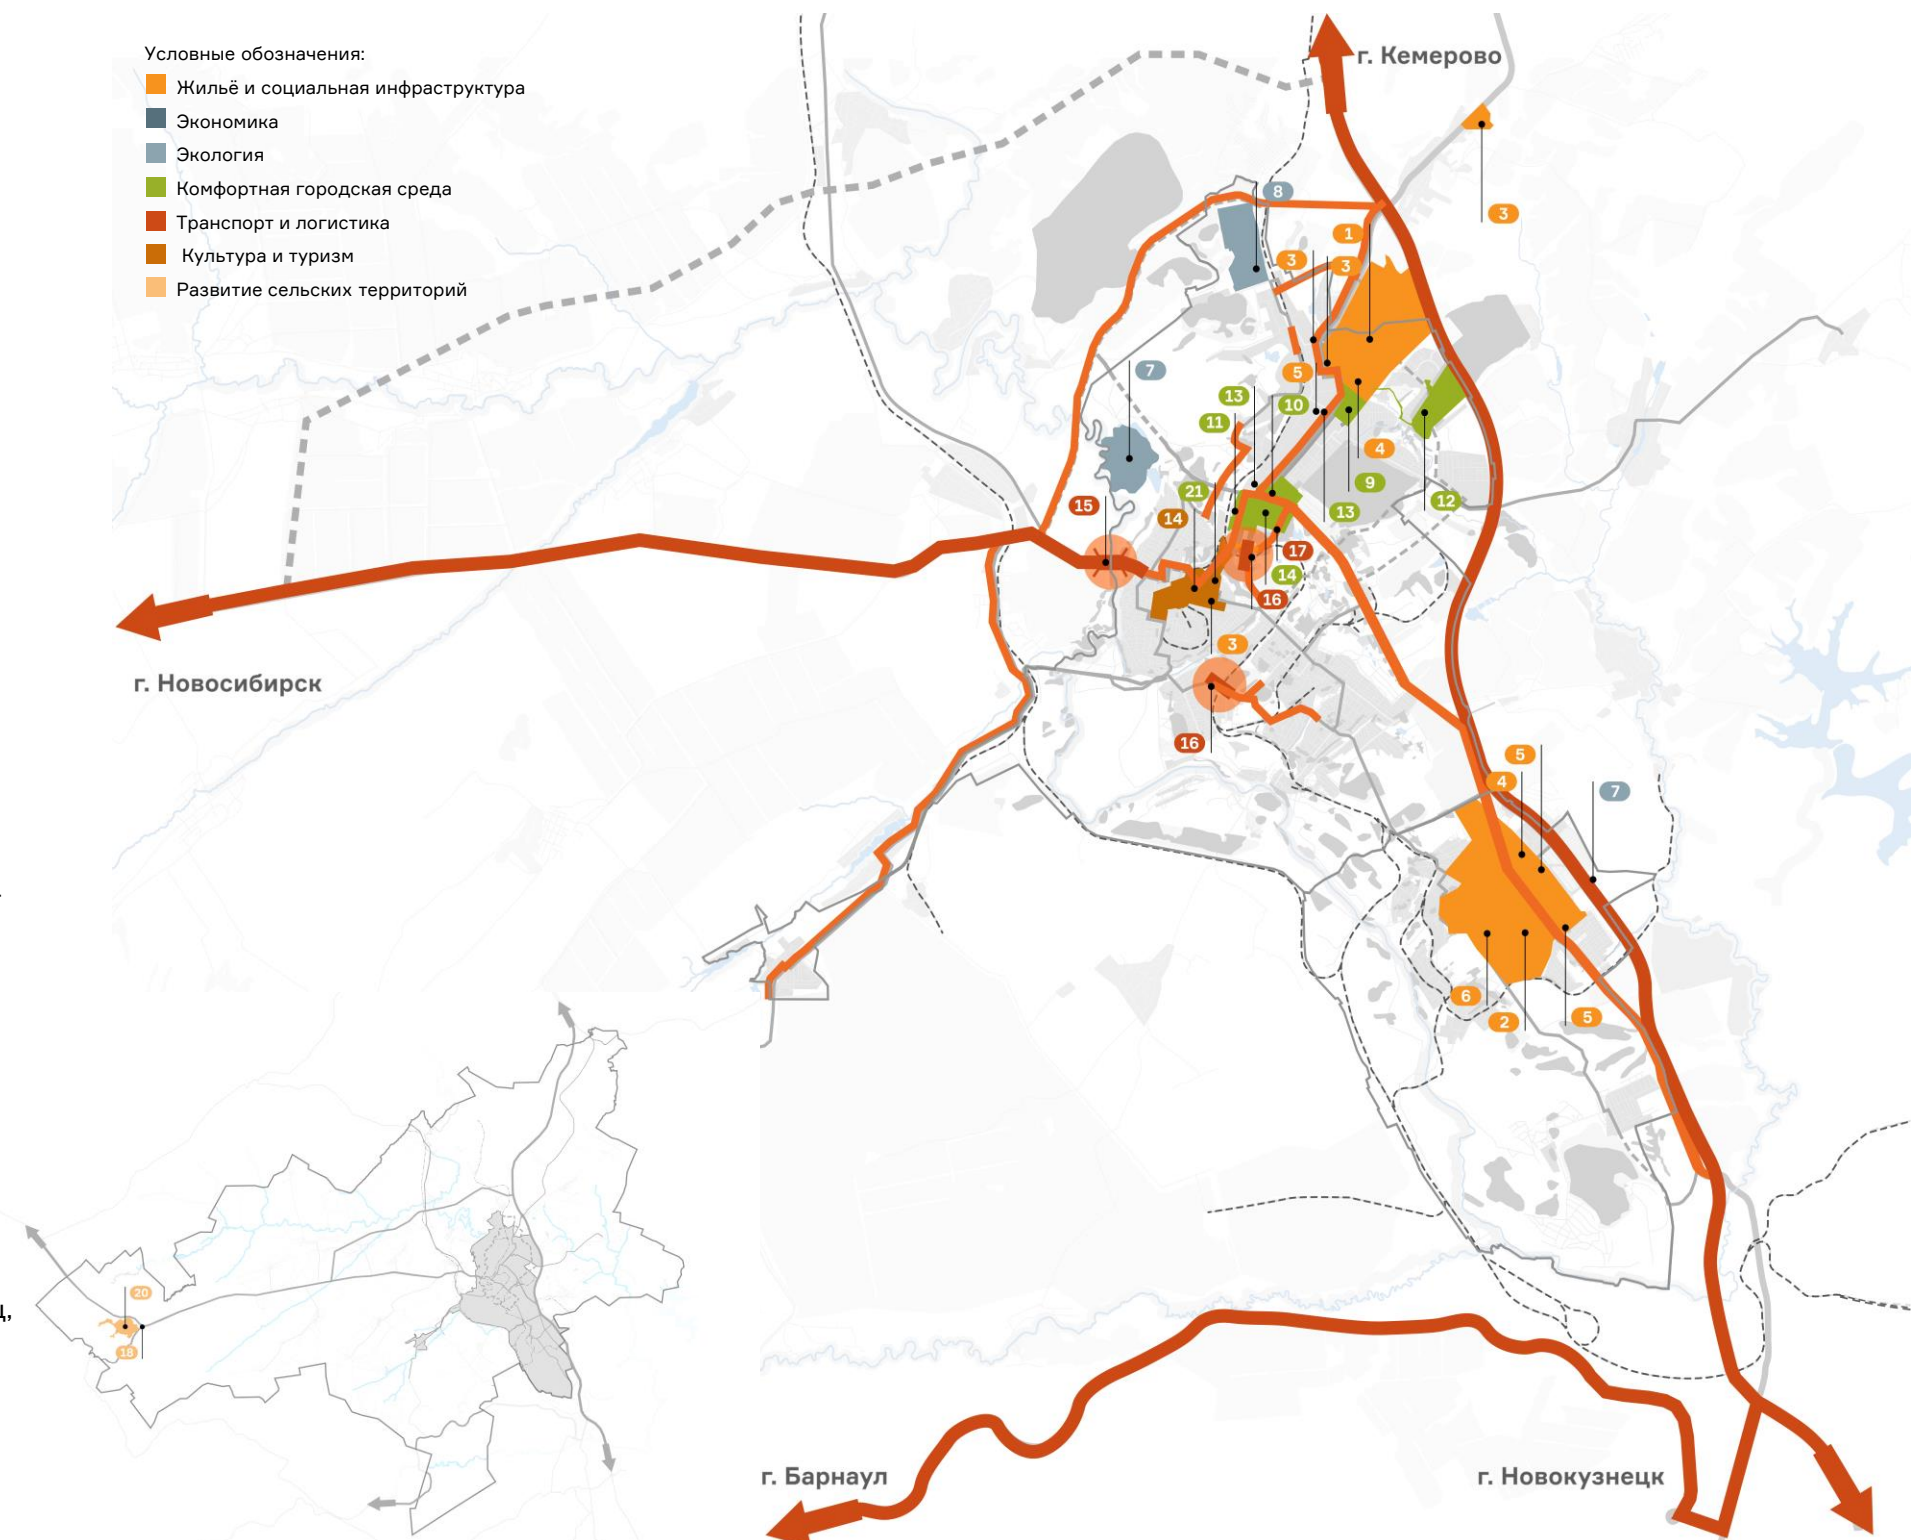 Условные обозначения:
Жильё и социальная инфраструктура
Экономика
Экология
Комфортная городская среда
Транспорт и логистика
Культура и туризм
Развитие сельских территорий
г. Кемерово
8
3
1
3
3
7
5
13
10
11
4
9
21
12
15
14
13
17
14
16
3
г. Новосибирск
16
5
4
7
6
2
5
20
ц,
18
г. Барнаул
г. Новокузнецк